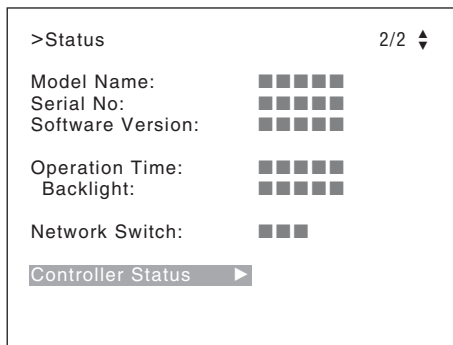 >Status 2/2
Model Name: ■■■■■
Serial No: ■■■■■
Software Version: ■■■■■
Operation Time: ■■■■■
Backlight: ■■■■■
Network Switch: ■■■
Controller Status ►